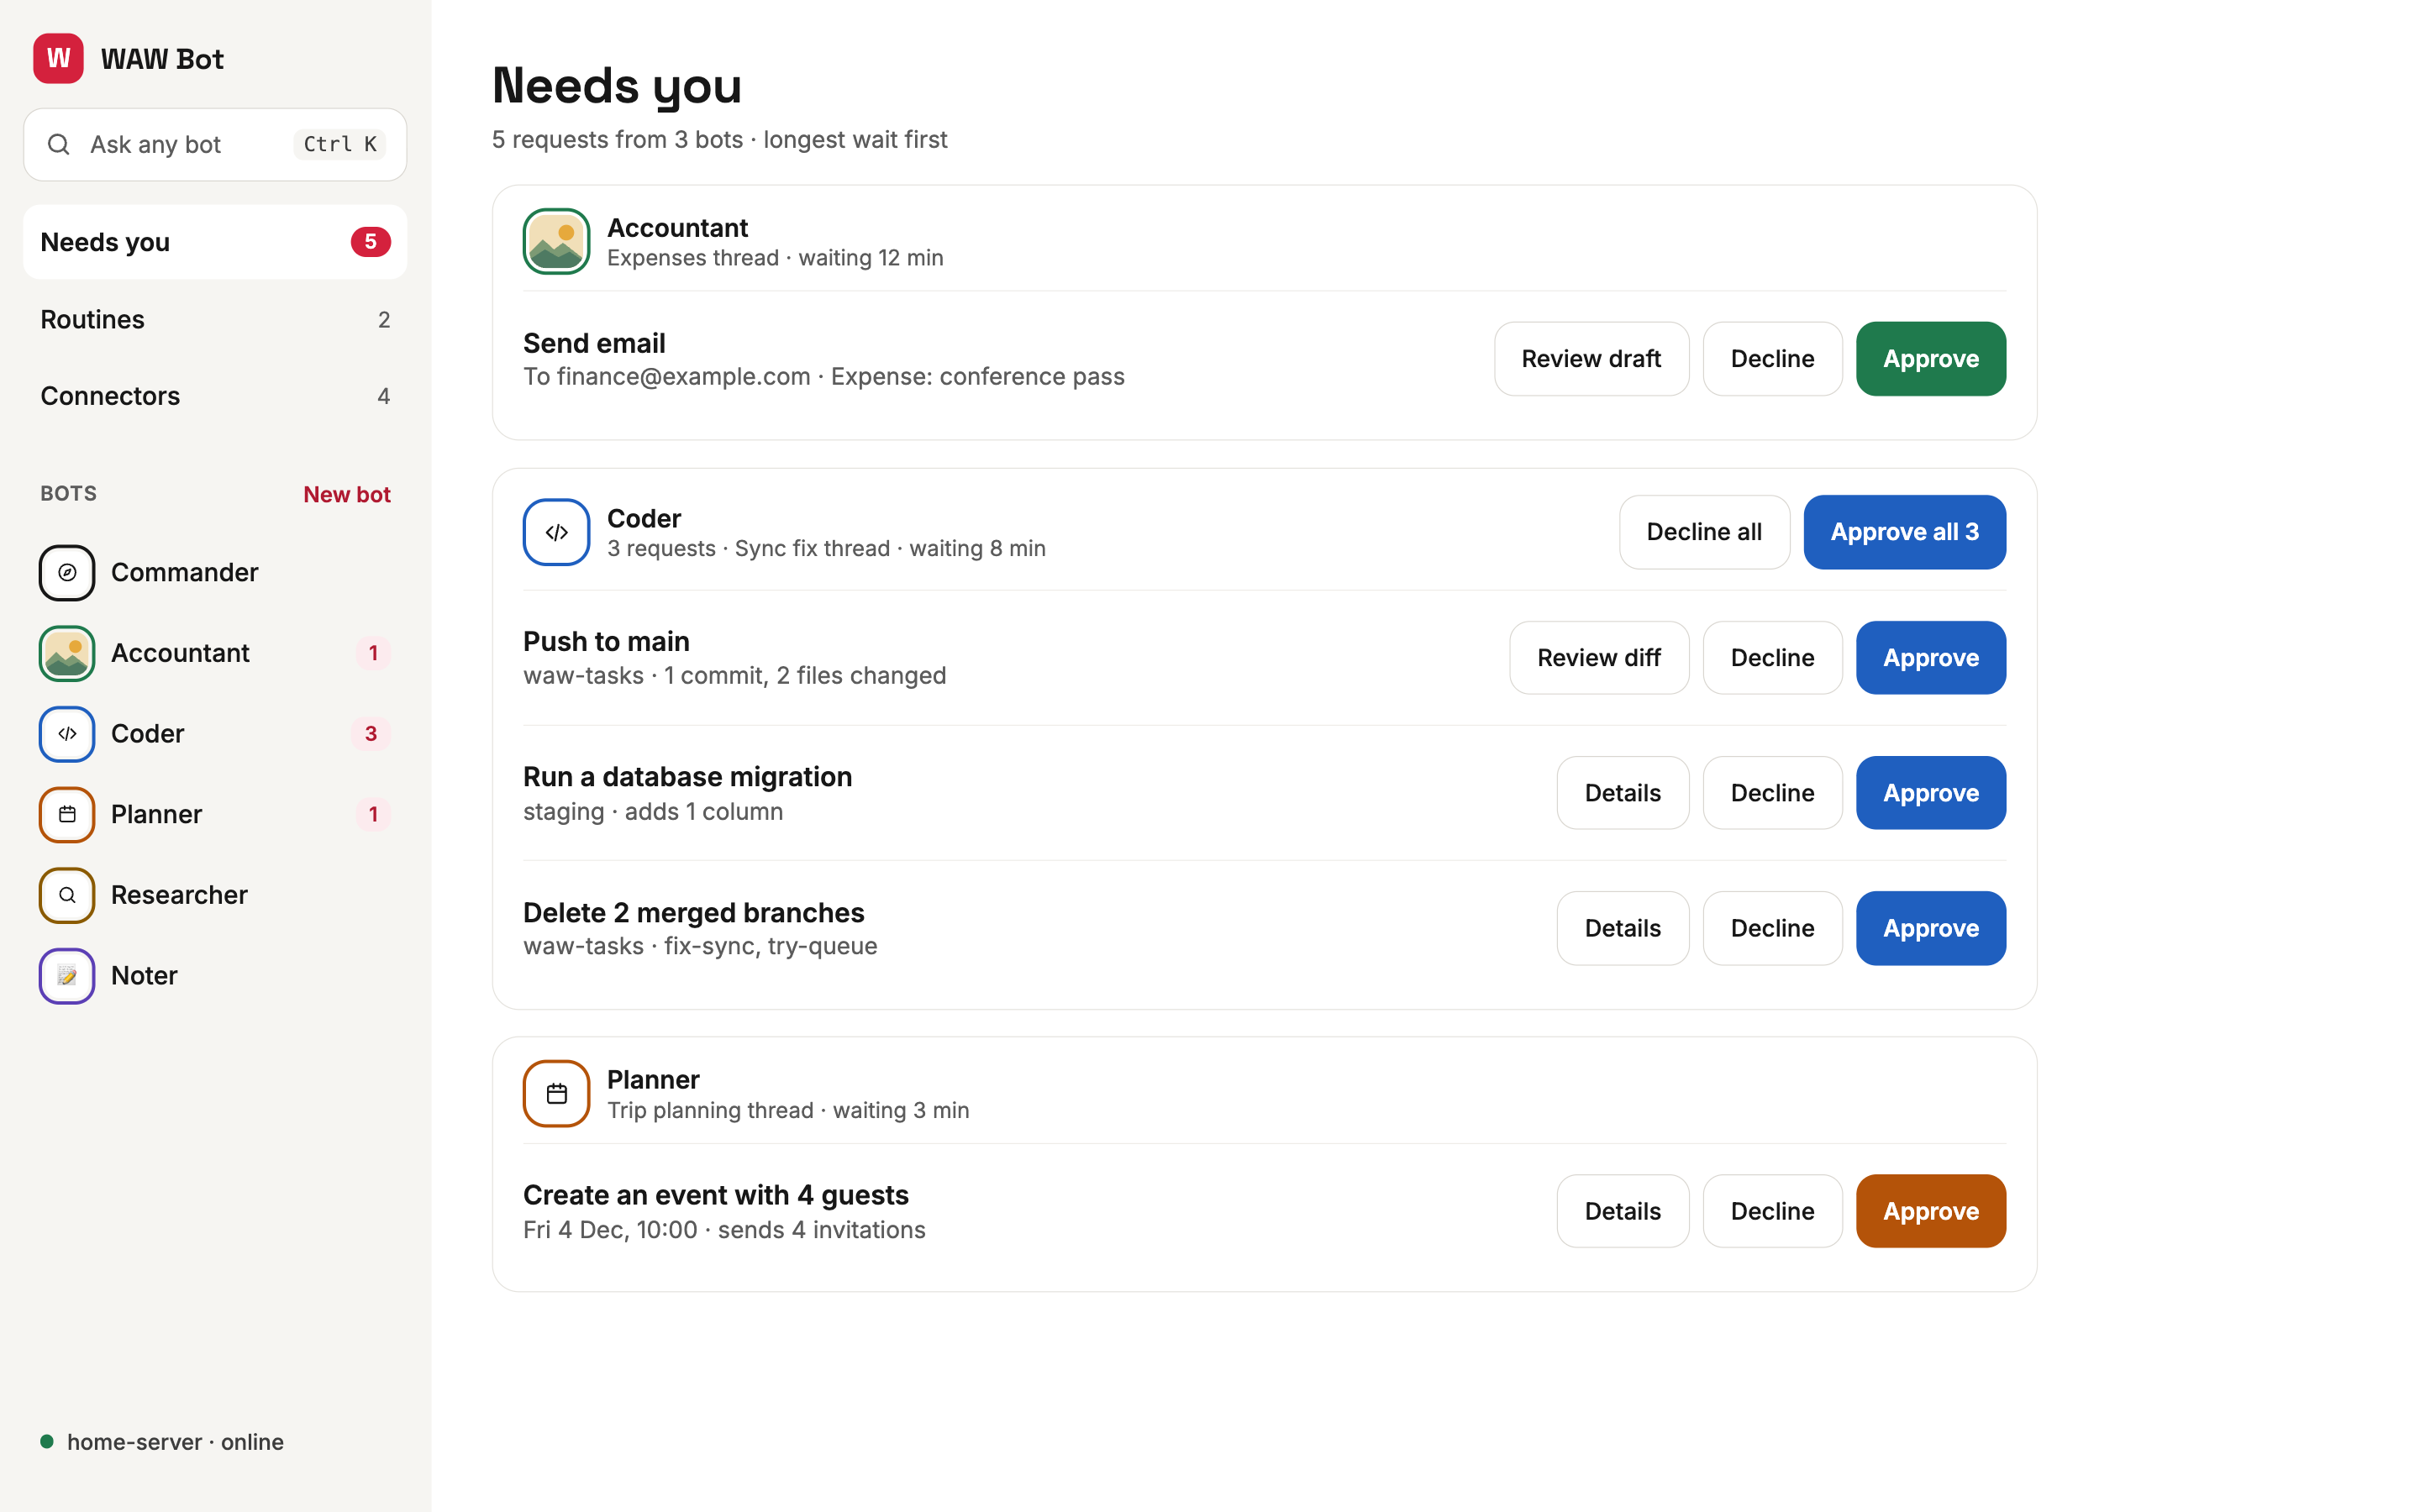 W WAW Bot
Ask any bot Ctrl K
Needs you 5
Routines 2
Connectors 4
BOTS New bot
Commander
Accountant 1
Coder 3
Planner 1
Researcher
Noter
home-server · online
Needs you
5 requests from 3 bots · longest wait first
Accountant
Expenses thread · waiting 12 min
Send email
To finance@example.com · Expense: conference pass
Review draft Decline Approve
Coder
3 requests · Sync fix thread · waiting 8 min
Decline all Approve all 3
Push to main
waw-tasks · 1 commit, 2 files changed
Review diff Decline Approve
Run a database migration
staging · adds 1 column
Details Decline Approve
Delete 2 merged branches
waw-tasks · fix-sync, try-queue
Details Decline Approve
Planner
Trip planning thread · waiting 3 min
Create an event with 4 guests
Fri 4 Dec, 10:00 · sends 4 invitations
Details Decline Approve